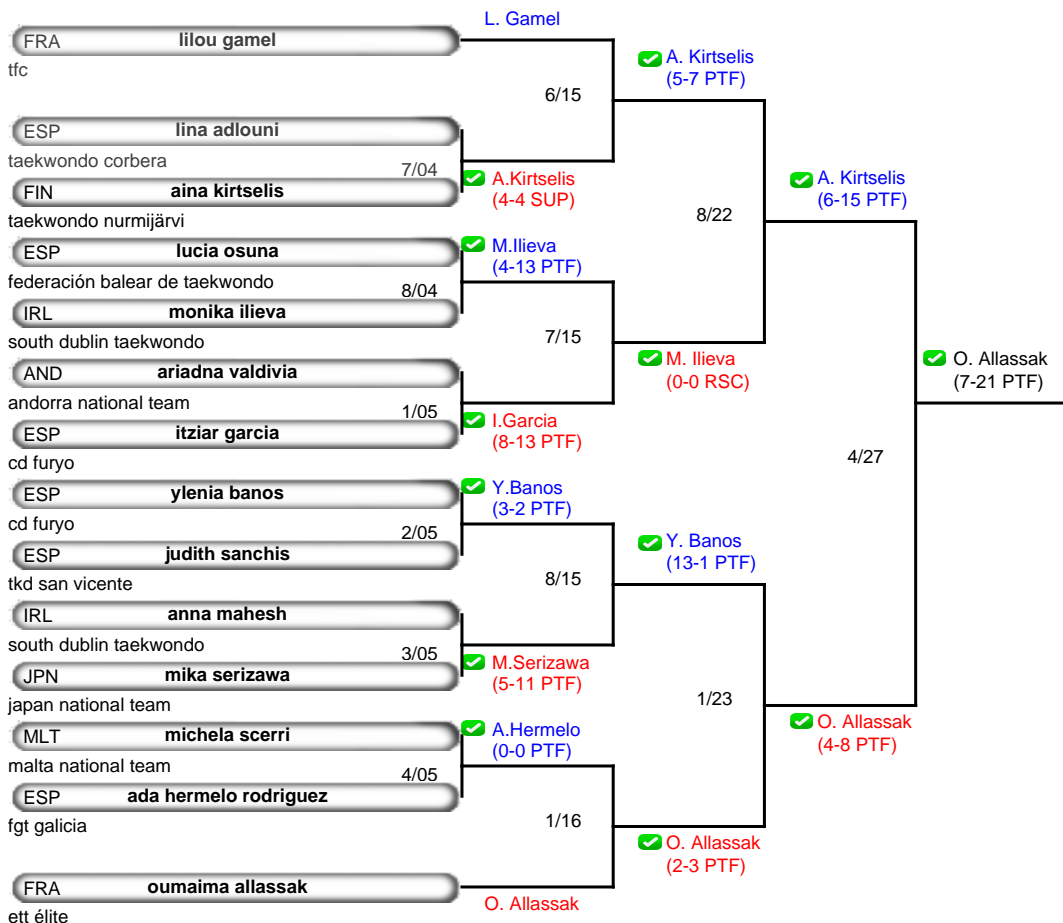 L. Gamel
FRA lilou gamel
tfc
A. Kirtselis
(5-7 PTF)
6/15
ESP lina adlouni
taekwondo corbera
7/04
FIN aina kirtselis
taekwondo nurmijärvi
A.Kirtselis
(4-4 SUP)
A. Kirtselis
(6-15 PTF)
8/22
ESP lucia osuna
federación balear de taekwondo
M.Ilieva
(4-13 PTF)
8/04
IRL monika ilieva
south dublin taekwondo
7/15
AND ariadna valdivia
andorra national team
M. Ilieva
(0-0 RSC)
O. Allassak
(7-21 PTF)
1/05
ESP itziar garcia
cd furyo
I.Garcia
(8-13 PTF)
4/27
ESP ylenia banos
cd furyo
Y.Banos
(3-2 PTF)
2/05
ESP judith sanchis
tkd san vicente
Y. Banos
(13-1 PTF)
8/15
IRL anna mahesh
south dublin taekwondo
3/05
JPN mika serizawa
japan national team
M.Serizawa
(5-11 PTF)
1/23
MLT michela scerri
malta national team
A.Hermelo
(0-0 PTF)
O. Allassak
(4-8 PTF)
4/05
ESP ada hermelo rodriguez
fgt galicia
1/16
O. Allassak
(2-3 PTF)
FRA oumaima allassak
ett élite
O. Allassak